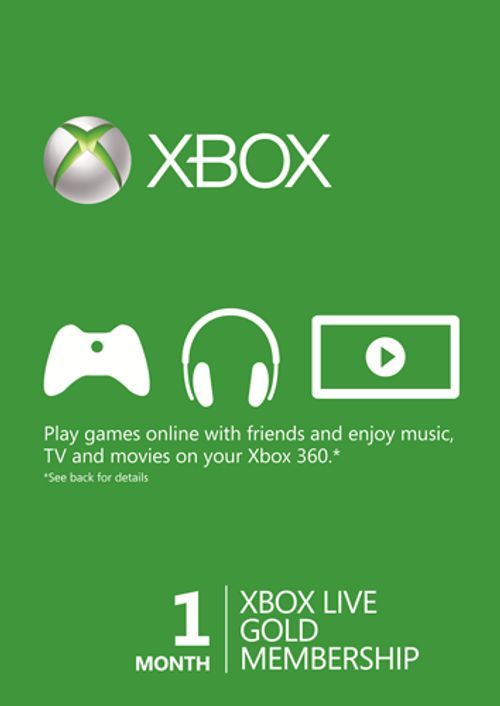 XBOX
Play games online with friends and enjoy music,
TV and movies on your Xbox 360.*
*See back for details
1
MONTH
XBOX LIVE
GOLD
MEMBERSHIP